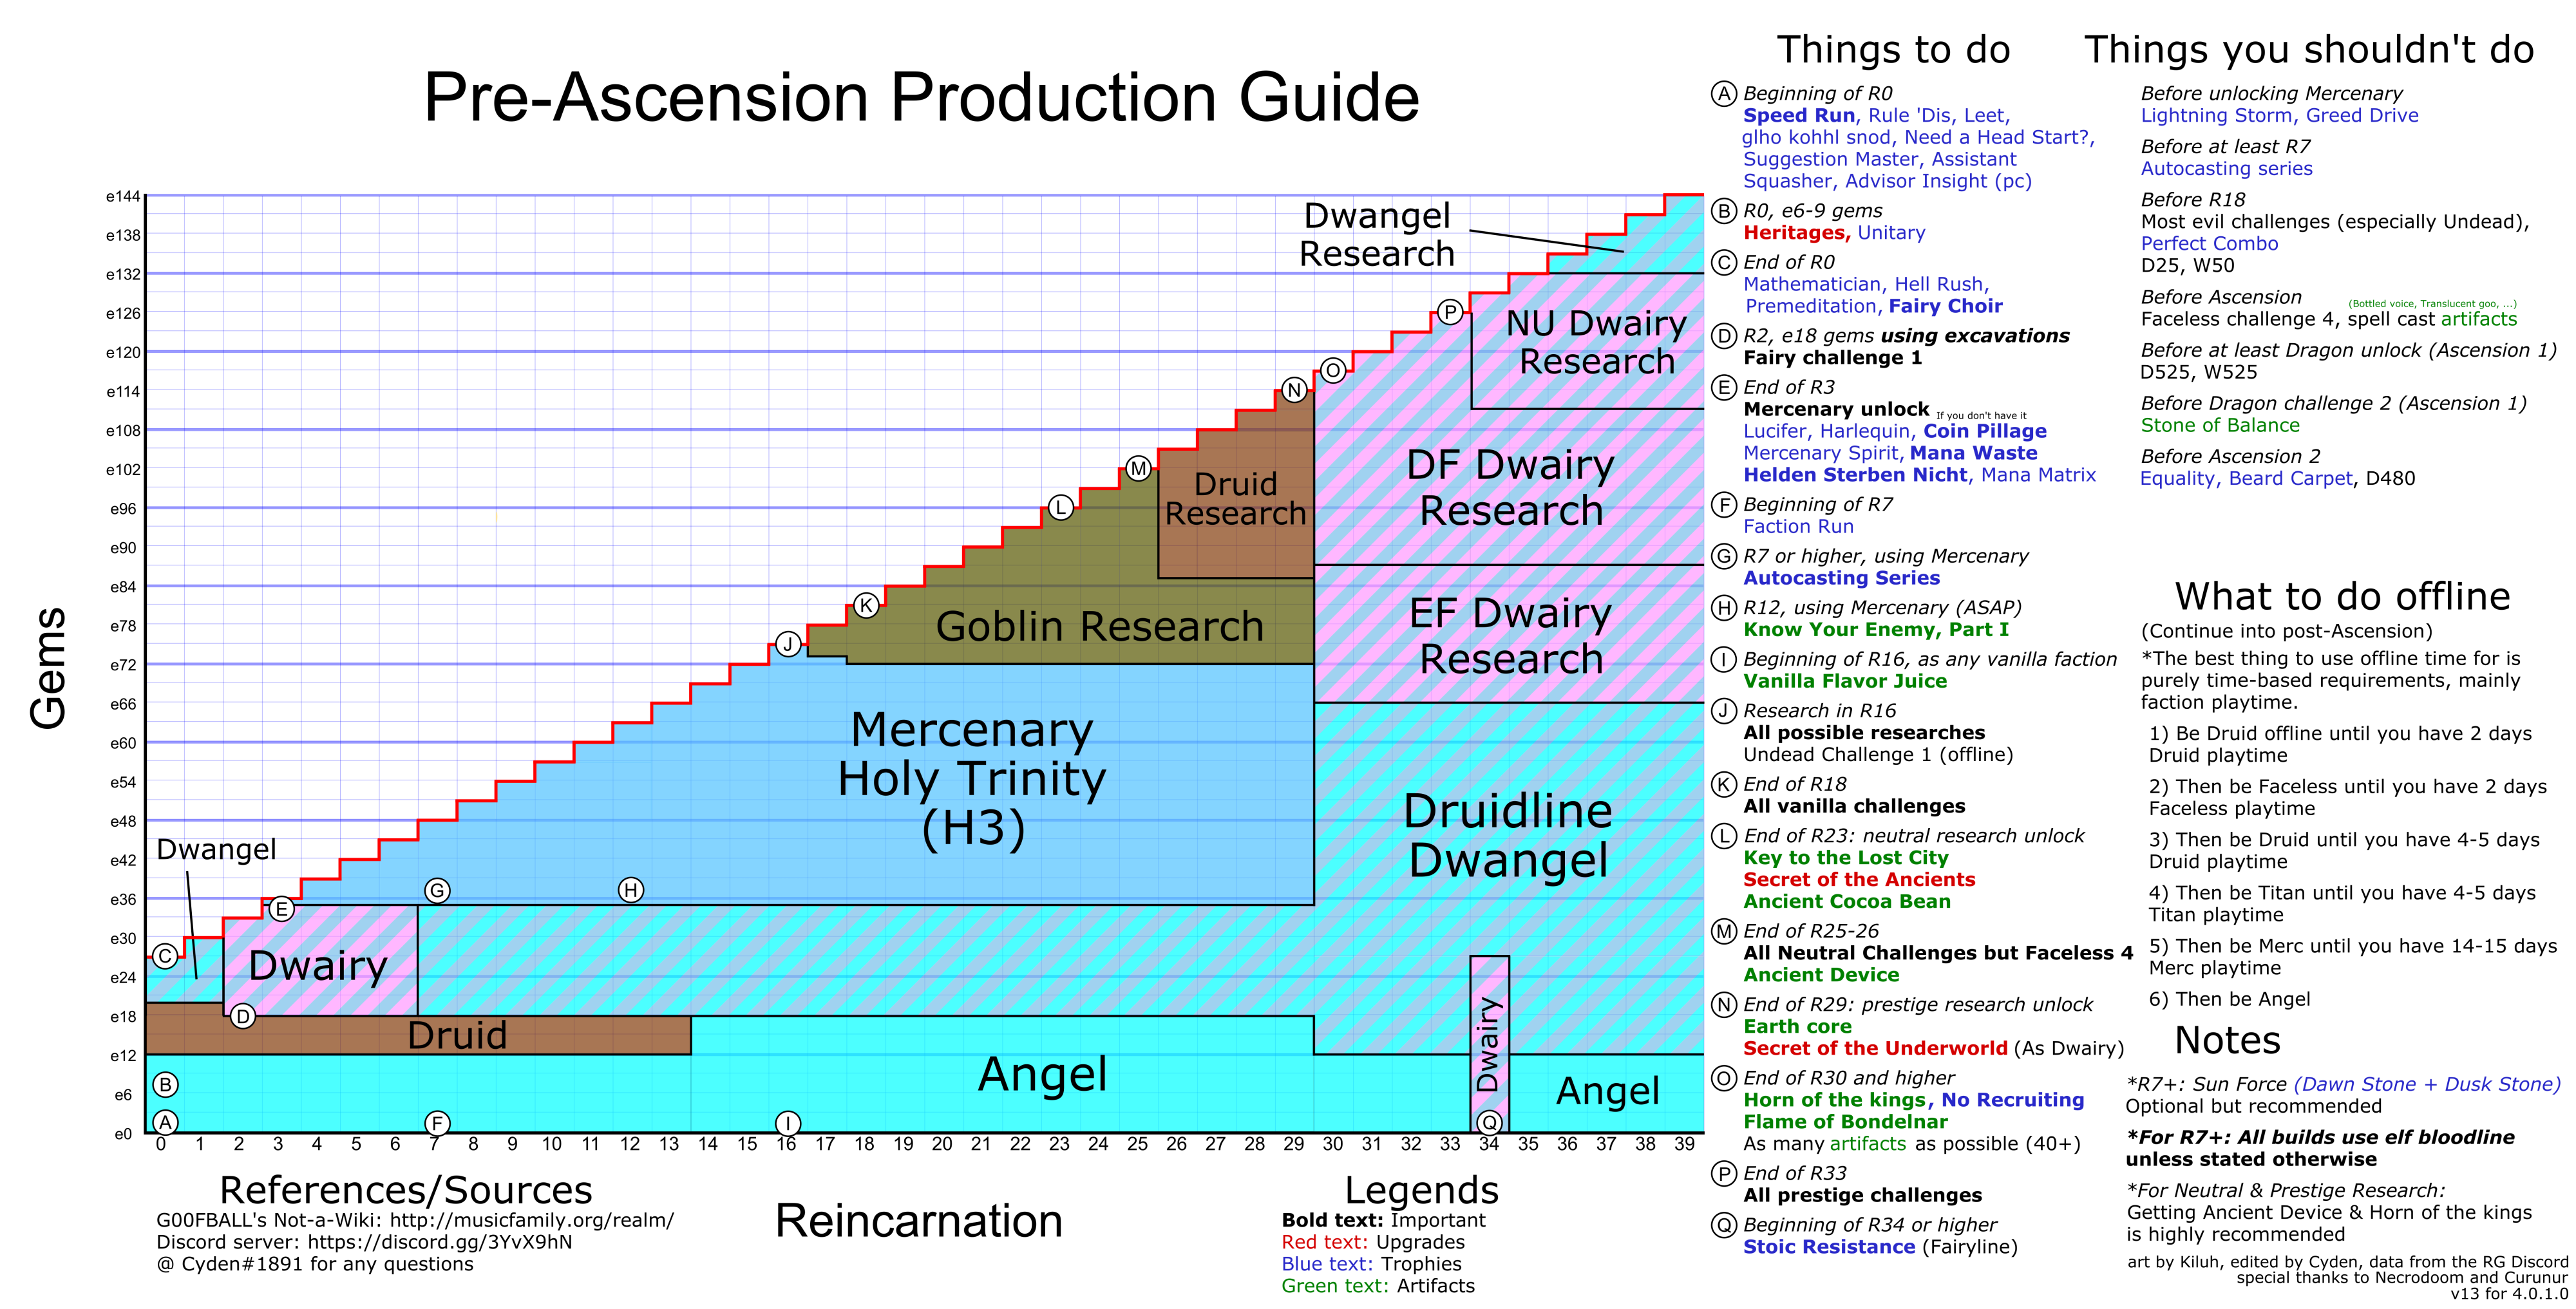 Pre-Ascension Production Guide
Gems
e144
e138
e132
e126
e120
e114
e108
e102
e96
e90
e84
e78
e72
e66
e60
e54
e48
e42
e36
e30
e24
e18
e12
e6
e0
Dwangel
Research
NU Dwairy
Research
DF Dwairy
Research
EF Dwairy
Research
Druid
Research
Goblin Research
Mercenary
Holy Trinity
(H3)
Druidline
Dwangel
Dwangel
Dwairy
Druid
Angel
Dwairy
Angel
A
B
C
D
E
F
G
H
I
J
K
L
M
N
O
P
Q
0 1 2 3 4 5 6 7 8 9 10 11 12 13 14 15 16 17 18 19 20 21 22 23 24 25 26 27 28 29 30 31 32 33 34 35 36 37 38 39
Reincarnation
References/Sources
G00FBALL's Not-a-Wiki: http://musicfamily.org/realm/
Discord server: https://discord.gg/3YvX9hN
@ Cyden#1891 for any questions
Legends
Bold text: Important
Red text: Upgrades
Blue text: Trophies
Green text: Artifacts
Things to do
A Beginning of R0
Speed Run, Rule 'Dis, Leet,
glho kohhl snod, Need a Head Start?,
Suggestion Master, Assistant
Squasher, Advisor Insight (pc)
B R0, e6-9 gems
Heritages, Unitary
C End of R0
Mathematician, Hell Rush,
Premeditation, Fairy Choir
D R2, e18 gems using excavations
Fairy challenge 1
E End of R3
Mercenary unlock If you don't have it
Lucifer, Harlequin, Coin Pillage
Mercenary Spirit, Mana Waste
Helden Sterben Nicht, Mana Matrix
F Beginning of R7
Faction Run
G R7 or higher, using Mercenary
Autocasting Series
H R12, using Mercenary (ASAP)
Know Your Enemy, Part I
I Beginning of R16, as any vanilla faction
Vanilla Flavor Juice
J Research in R16
All possible researches
Undead Challenge 1 (offline)
K End of R18
All vanilla challenges
L End of R23: neutral research unlock
Key to the Lost City
Secret of the Ancients
Ancient Cocoa Bean
M End of R25-26
All Neutral Challenges but Faceless 4
Ancient Device
N End of R29: prestige research unlock
Earth core
Secret of the Underworld (As Dwairy)
O End of R30 and higher
Horn of the kings, No Recruiting
Flame of Bondelnar
As many artifacts as possible (40+)
P End of R33
All prestige challenges
Q Beginning of R34 or higher
Stoic Resistance (Fairyline)
Things you shouldn't do
Before unlocking Mercenary
Lightning Storm, Greed Drive
Before at least R7
Autocasting series
Before R18
Most evil challenges (especially Undead),
Perfect Combo
D25, W50
Before Ascension (Bottled voice, Translucent goo, ...)
Faceless challenge 4, spell cast artifacts
Before at least Dragon unlock (Ascension 1)
D525, W525
Before Dragon challenge 2 (Ascension 1)
Stone of Balance
Before Ascension 2
Equality, Beard Carpet, D480
What to do offline
(Continue into post-Ascension)
*The best thing to use offline time for is
purely time-based requirements, mainly
faction playtime.
1) Be Druid offline until you have 2 days
Druid playtime
2) Then be Faceless until you have 2 days
Faceless playtime
3) Then be Druid until you have 4-5 days
Druid playtime
4) Then be Titan until you have 4-5 days
Titan playtime
5) Then be Merc until you have 14-15 days
Merc playtime
6) Then be Angel
Notes
*R7+: Sun Force (Dawn Stone + Dusk Stone)
Optional but recommended
*For R7+: All builds use elf bloodline
unless stated otherwise
*For Neutral & Prestige Research:
Getting Ancient Device & Horn of the kings
is highly recommended
art by Kiluh, edited by Cyden, data from the RG Discord
special thanks to Necrodoom and Curunur
v13 for 4.0.1.0